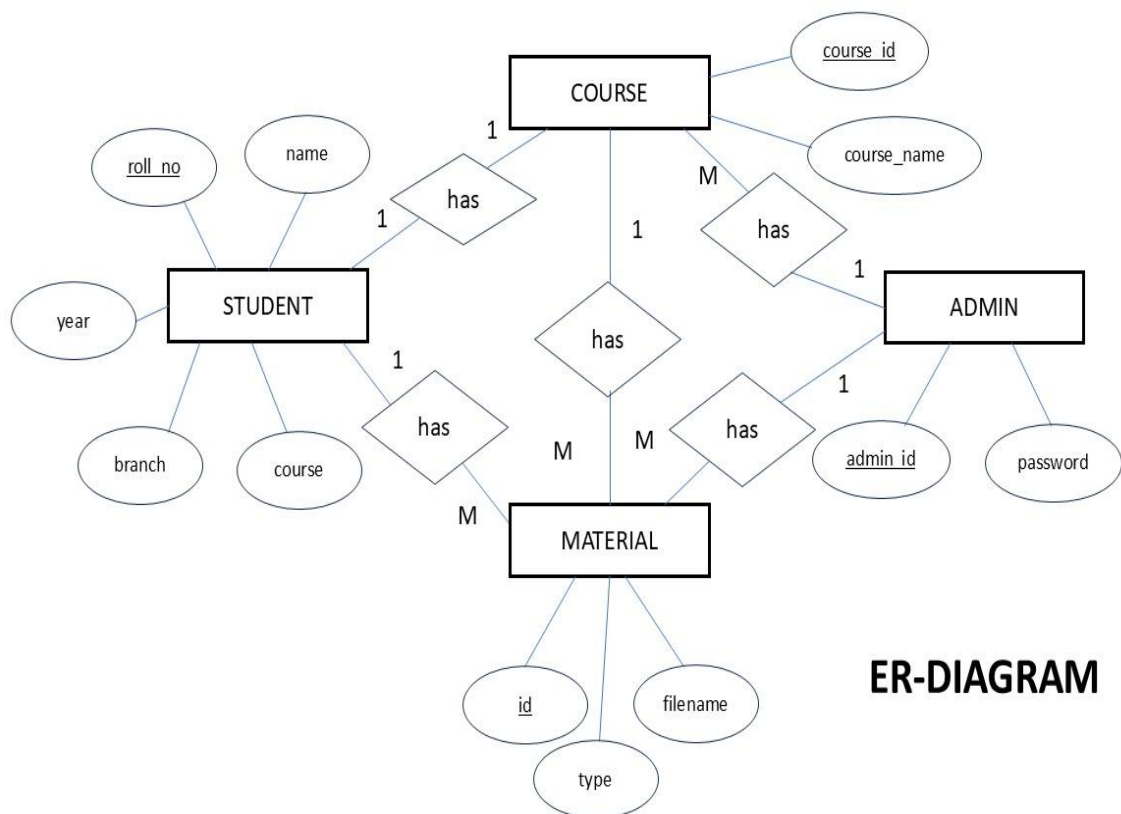 course_id
COURSE
1
name
roll_no
course_name
M
has
1
has
1
1
STUDENT
year
ADMIN
has
1
1
has
has
M
M
branch
course
admin_id
password
M
MATERIAL
ER-DIAGRAM
id
filename
type